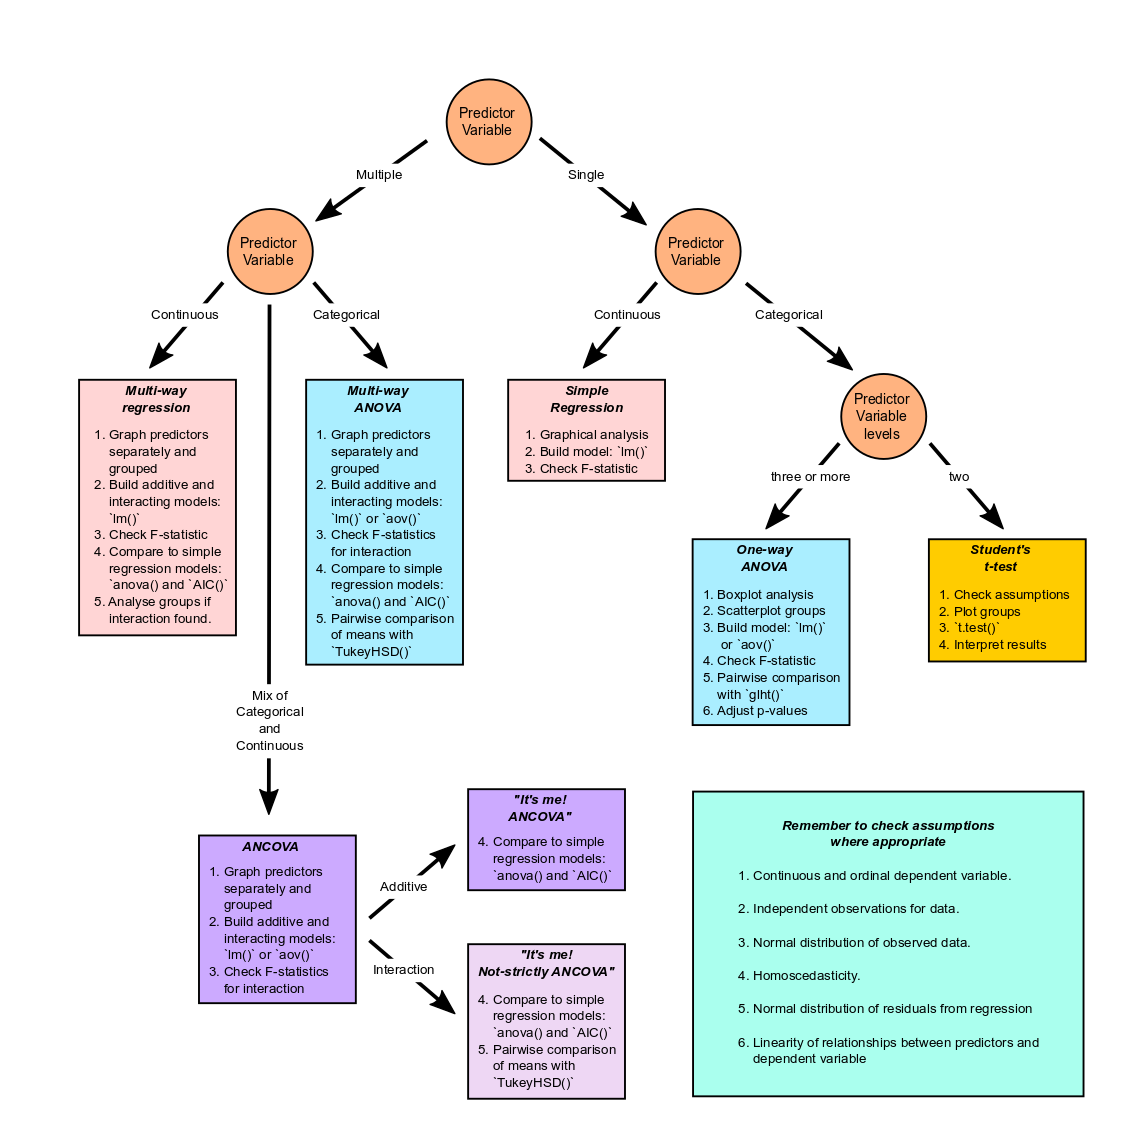 Predictor
Variable
Multiple
Single
Predictor
Variable
Predictor
Variable
Continuous
Categorical
Continuous
Categorical
Multi-way
regression
1. Graph predictors
separately and
grouped
2. Build additive and
interacting models:
`lm()`
3. Check F-statistic
4. Compare to simple
regression models:
`anova() and `AIC()`
5. Analyse groups if
interaction found.
Multi-way
ANOVA
1. Graph predictors
separately and
grouped
2. Build additive and
interacting models:
`lm()` or `aov()`
3. Check F-statistics
for interaction
4. Compare to simple
regression models:
`anova() and `AIC()`
5. Pairwise comparison
of means with
`TukeyHSD()`
Simple
Regression
1. Graphical analysis
2. Build model: `lm()`
3. Check F-statistic
Predictor
Variable
levels
three or more
two
One-way
ANOVA
1. Boxplot analysis
2. Scatterplot groups
3. Build model: `lm()`
or `aov()`
4. Check F-statistic
5. Pairwise comparison
with `glht()`
6. Adjust p-values
Student's
t-test
1. Check assumptions
2. Plot groups
3. `t.test()`
4. Interpret results
Mix of
Categorical
and
Continuous
ANCOVA
1. Graph predictors
separately and
grouped
2. Build additive and
interacting models:
`lm()` or `aov()`
3. Check F-statistics
for interaction
Additive
Interaction
"It's me!
ANCOVA"
4. Compare to simple
regression models:
`anova() and `AIC()`
"It's me!
Not-strictly ANCOVA"
4. Compare to simple
regression models:
`anova() and `AIC()`
5. Pairwise comparison
of means with
`TukeyHSD()`
Remember to check assumptions
where appropriate
1. Continuous and ordinal dependent variable.
2. Independent observations for data.
3. Normal distribution of observed data.
4. Homoscedasticity.
5. Normal distribution of residuals from regression
6. Linearity of relationships between predictors and
dependent variable